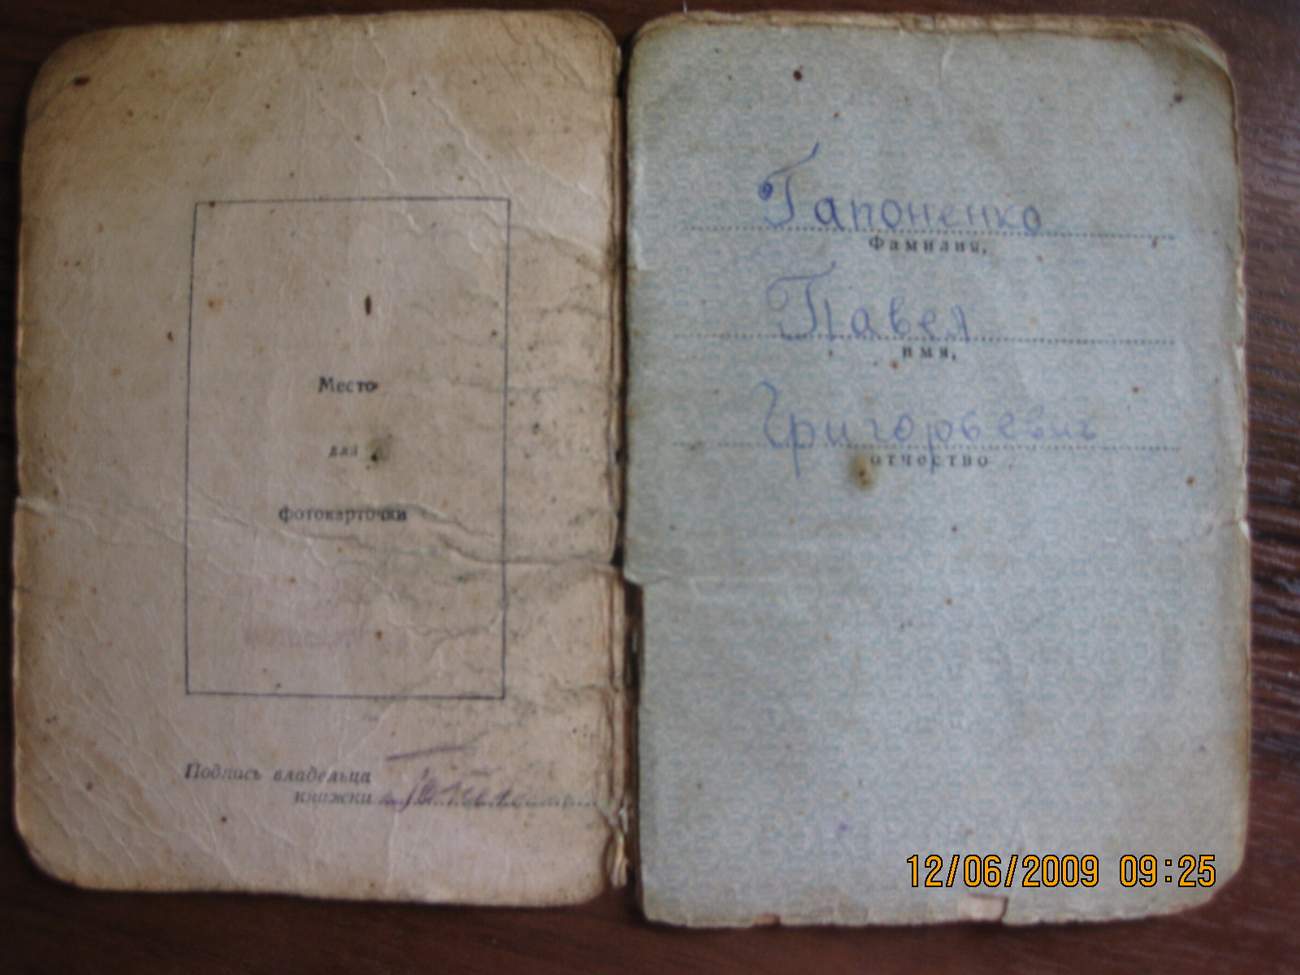 Место
для
фотокарточки
Подпись владельца
книжки
Гапоненко
Фамилия,
Павел
имя,
Григорьевич
отчество
12/06/2009 09:25